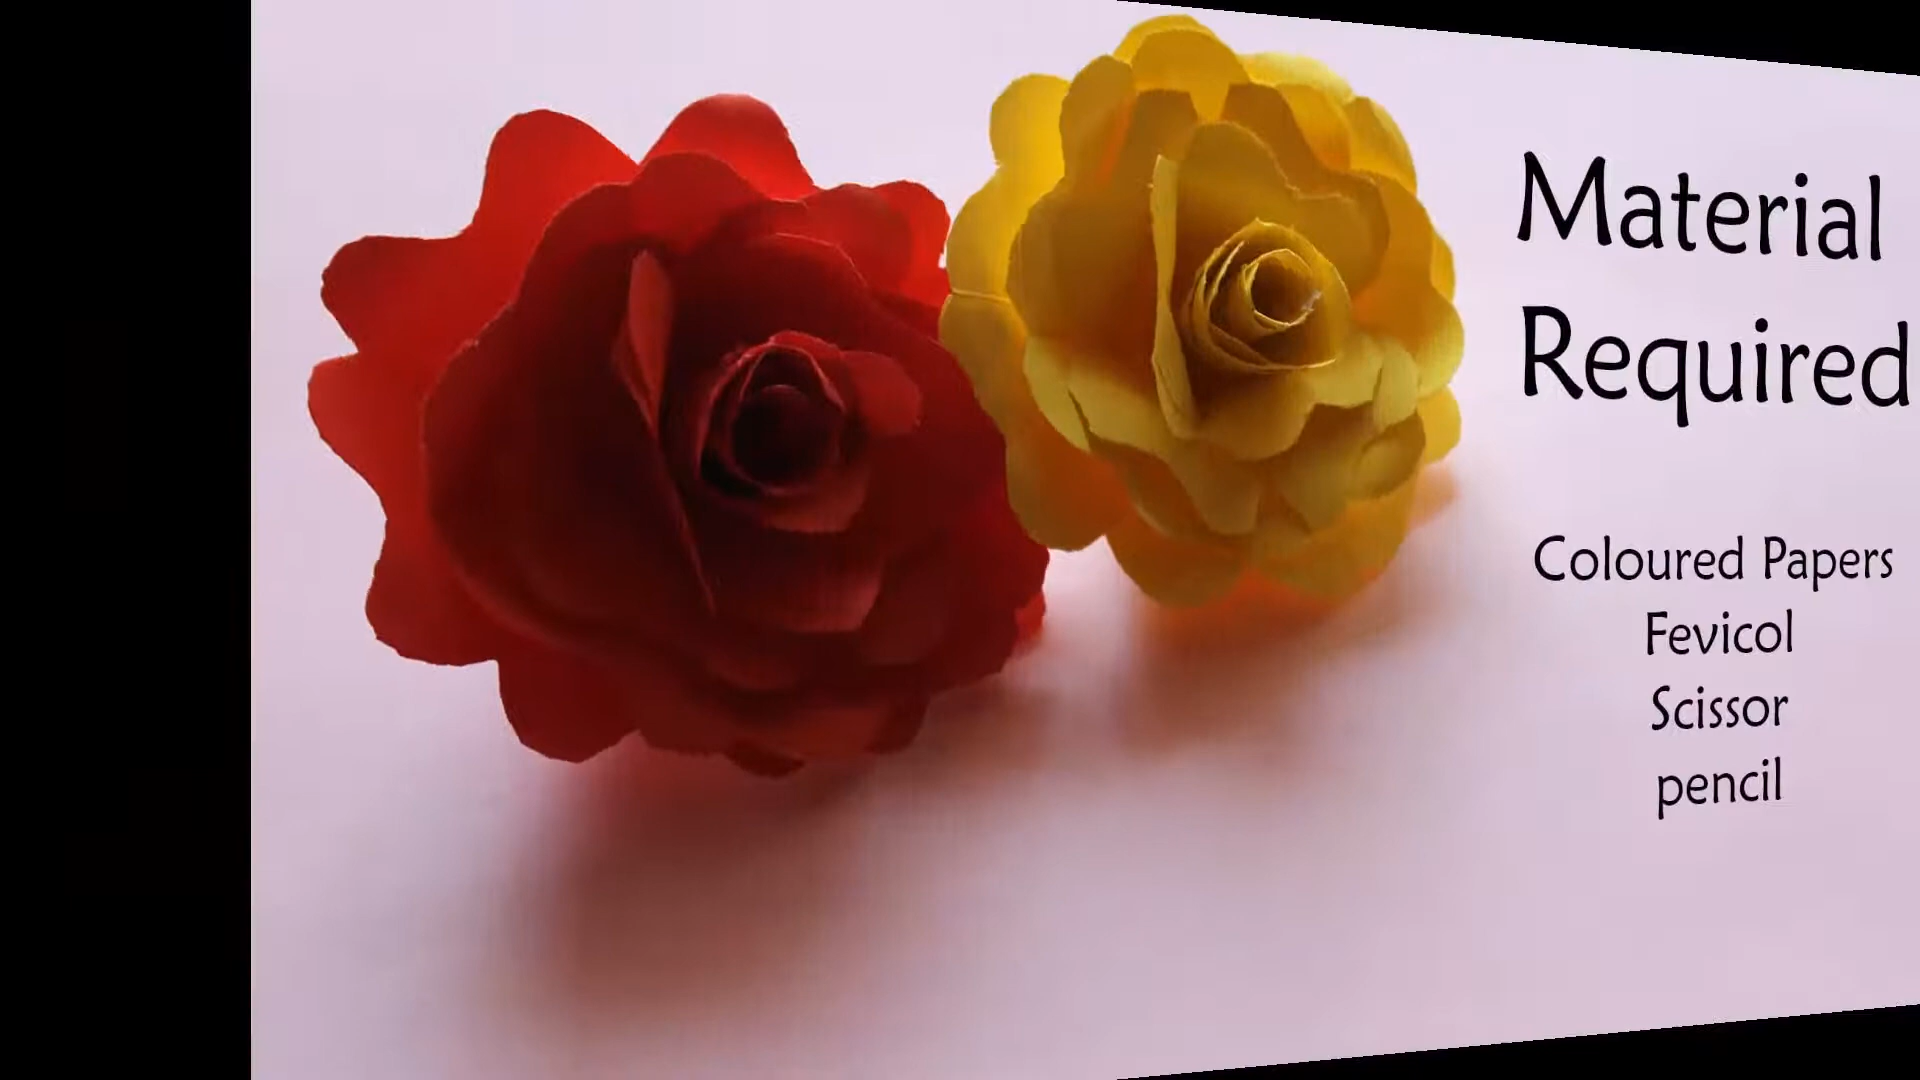 Material
Required
Coloured Papers
Fevicol
Scissor
pencil